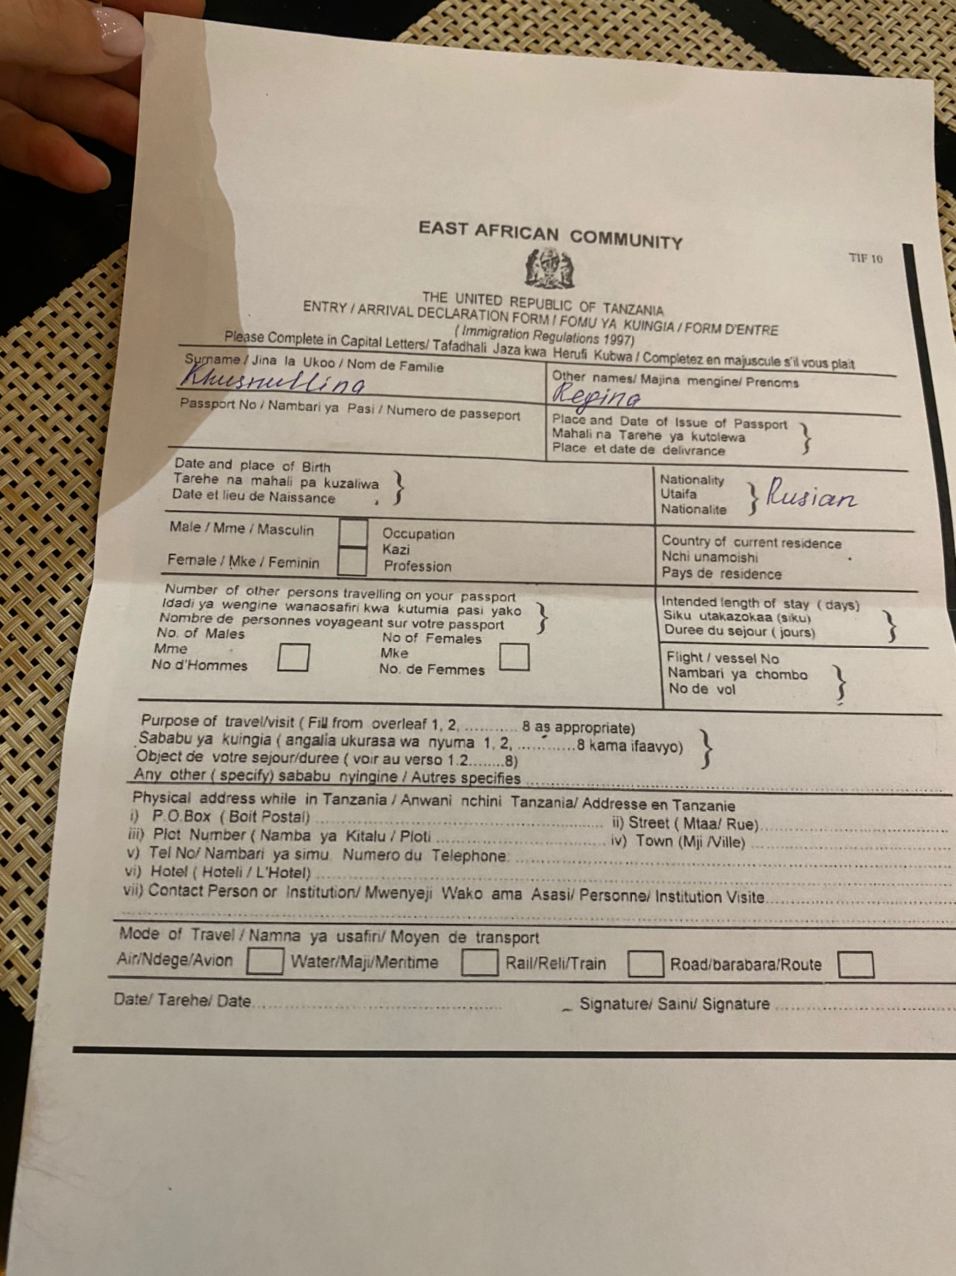 EAST AFRICAN COMMUNITY
TIF 10
THE UNITED REPUBLIC OF TANZANIA
ENTRY / ARRIVAL DECLARATION FORM / FOMU YA KUINGIA / FORM D'ENTRE
( Immigration Regulations 1997)
Please Complete in Capital Letters/ Tafadhali Jaza kwa Herufi Kubwa / Completez en majuscule s'il vous plait
Surname / Jina la Ukoo / Nom de Familie
Khusnullina
Other names/ Majina mengine/ Prenoms
Regina
Passport No / Nambari ya Pasi / Numero de passeport
Place and Date of Issue of Passport
Mahali na Tarehe ya kutolewa
Place et date de delivrance
Date and place of Birth
Tarehe na mahali pa kuzaliwa
Date et lieu de Naissance
Nationality
Utaifa
Nationalite
Rusian
Male / Mme / Masculin
Female / Mke / Feminin
Occupation
Kazi
Profession
Country of current residence
Nchi unamoishi
Pays de residence
Number of other persons travelling on your passport
Idadi ya wengine wanaosafiri kwa kutumia pasi yako
Nombre de personnes voyageant sur votre passport
No. of Males
Mme
No d'Hommes
No of Females
Mke
No. de Femmes
Intended length of stay ( days)
Siku utakazokaa (siku)
Duree du sejour ( jours)
Flight / vessel No
Nambari ya chombo
No de vol
Purpose of travel/visit ( Fill from overleaf 1, 2, .......... 8 as appropriate)
Sababu ya kuingia ( angalia ukurasa wa nyuma 1, 2, ...........8 kama ifaavyo)
Object de votre sejour/duree ( voir au verso 1.2........8)
Any other ( specify) sababu nyingine / Autres specifies
Physical address while in Tanzania / Anwani nchini Tanzania/ Addresse en Tanzanie
i) P.O.Box ( Boit Postal)
ii) Street ( Mtaa/ Rue)
iii) Plot Number ( Namba ya Kitalu / Ploti
iv) Town (Mji /Ville)
v) Tel No/ Nambari ya simu. Numero du Telephone:
vi) Hotel ( Hoteli / L'Hotel)
vii) Contact Person or Institution/ Mwenyeji Wako ama Asasi/ Personne/ Institution Visite
Mode of Travel / Namna ya usafiri/ Moyen de transport
Air/Ndege/Avion Water/Maji/Meritime Rail/Reli/Train Road/barabara/Route
Date/ Tarehe/ Date
Signature/ Saini/ Signature